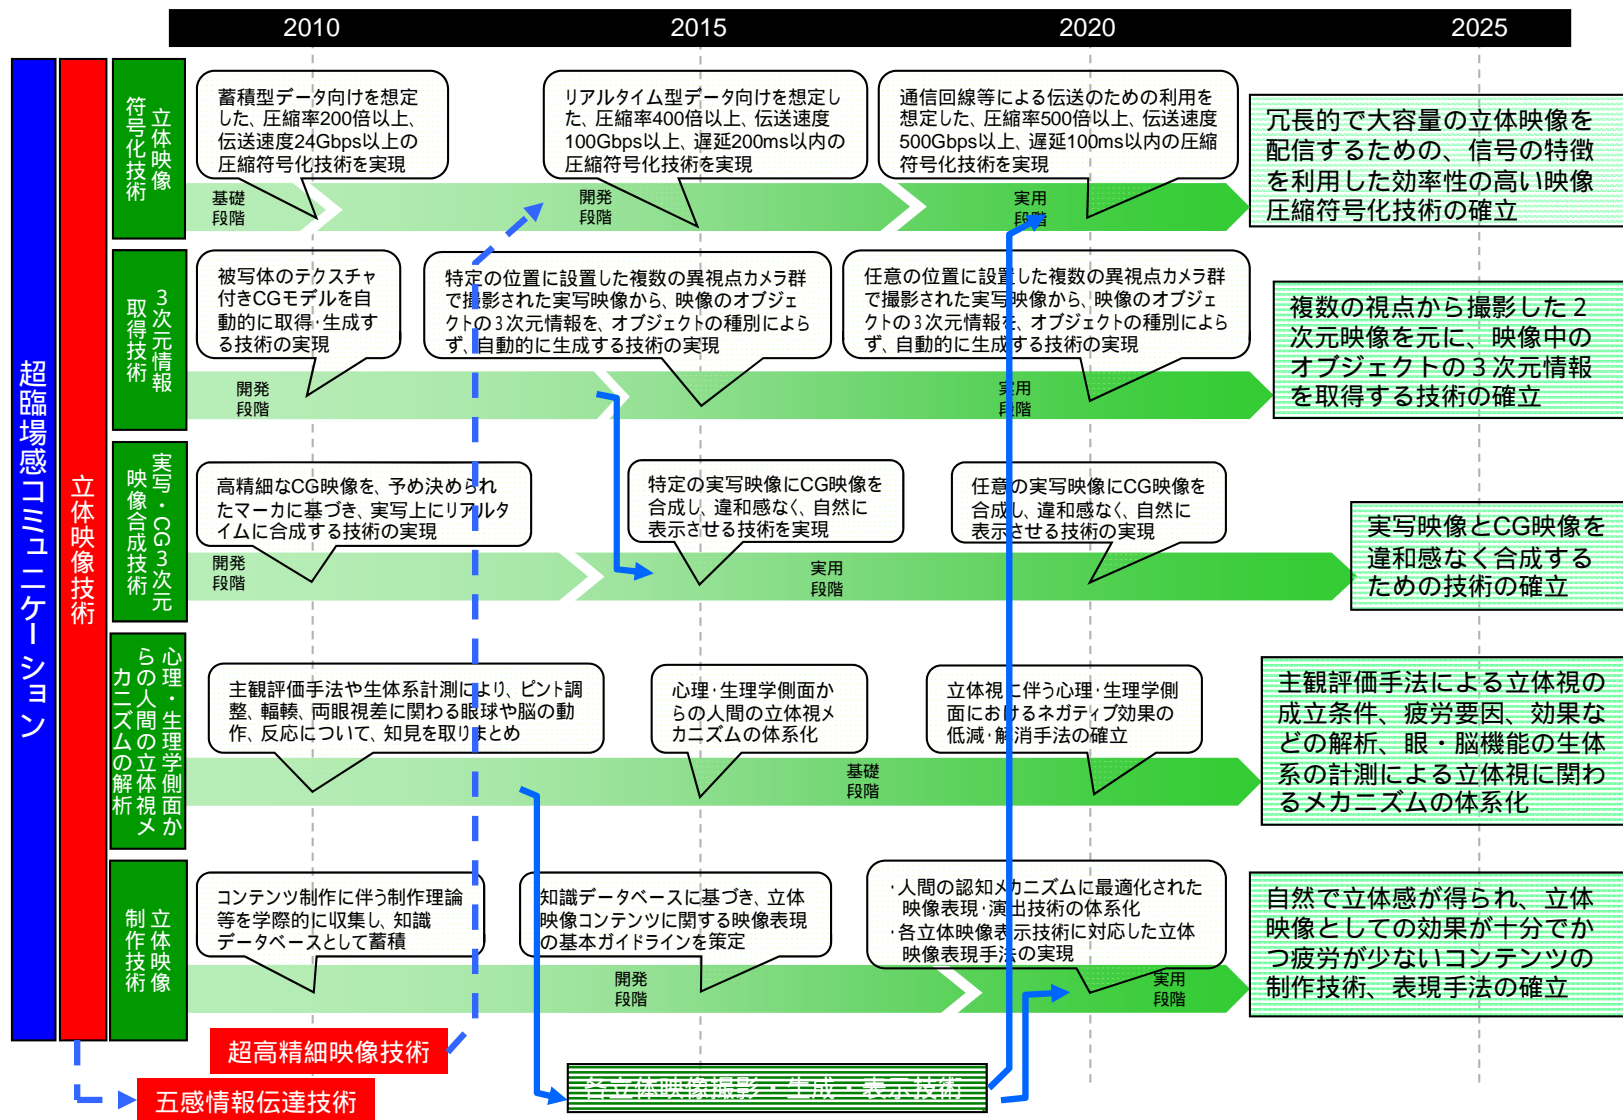 2010
2015
2020
2025
超臨場感コミュニケーション
立体映像技術
立体映像
符号化技術
蓄積型データ向けを想定
した、圧縮率200倍以上、
伝送速度24Gbps以上の
圧縮符号化技術を実現
リアルタイム型データ向けを想定し
た、圧縮率400倍以上、伝送速度
100Gbps以上、遅延200ms以内の
圧縮符号化技術を実現
通信回線等による伝送のための利用を
想定した、圧縮率500倍以上、伝送速度
500Gbps以上、遅延100ms以内の圧縮
符号化技術を実現
基礎
段階
開発
段階
実用
段階
冗長的で大容量の立体映像を
配信するための、信号の特徴
を利用した効率性の高い映像
圧縮符号化技術の確立
3次元情報
取得技術
被写体のテクスチャ
付きCGモデルを自
動的に取得・生成す
る技術の実現
特定の位置に設置した複数の異視点カメラ群
で撮影された実写映像から、映像のオブジェ
クトの3次元情報を、オブジェクトの種別によら
ず、自動的に生成する技術の実現
任意の位置に設置した複数の異視点カメラ群
で撮影された実写映像から、映像のオブジェ
クトの3次元情報を、オブジェクトの種別によら
ず、自動的に生成する技術の実現
開発
段階
実用
段階
複数の視点から撮影した2
次元映像を元に、映像中の
オブジェクトの3次元情報
を取得する技術の確立
実写・CG3次元
映像合成技術
高精細なCG映像を、予め決められ
たマーカに基づき、実写上にリアルタ
イムに合成する技術の実現
特定の実写映像にCG映像を
合成し、違和感なく、自然に
表示させる技術を実現
任意の実写映像にCG映像を
合成し、違和感なく、自然に
表示させる技術の実現
開発
段階
実用
段階
実写映像とCG映像を
違和感なく合成する
ための技術の確立
心理・生理学側面か
らの人間の立体視メ
カニズムの解析
主観評価手法や生体系計測により、ピント調
整、輻輳、両眼視差に関わる眼球や脳の動
作、反応について、知見を取りまとめ
心理・生理学側面か
らの人間の立体視メ
カニズムの体系化
立体視に伴う心理・生理学側
面におけるネガティブ効果の
低減・解消手法の確立
基礎
段階
主観評価手法による立体視の
成立条件、疲労要因、効果な
どの解析、眼・脳機能の生体
系の計測による立体視に関わ
るメカニズムの体系化
立体映像
制作技術
コンテンツ制作に伴う制作理論
等を学際的に収集し、知識
データベースとして蓄積
知識データベースに基づき、立体
映像コンテンツに関する映像表現
の基本ガイドラインを策定
・人間の認知メカニズムに最適化された
映像表現・演出技術の体系化
・各立体映像表示技術に対応した立体
映像表現手法の実現
開発
段階
実用
段階
自然で立体感が得られ、立体
映像としての効果が十分でか
つ疲労が少ないコンテンツの
制作技術、表現手法の確立
超高精細映像技術
各立体映像撮影・生成・表示技術
五感情報伝達技術